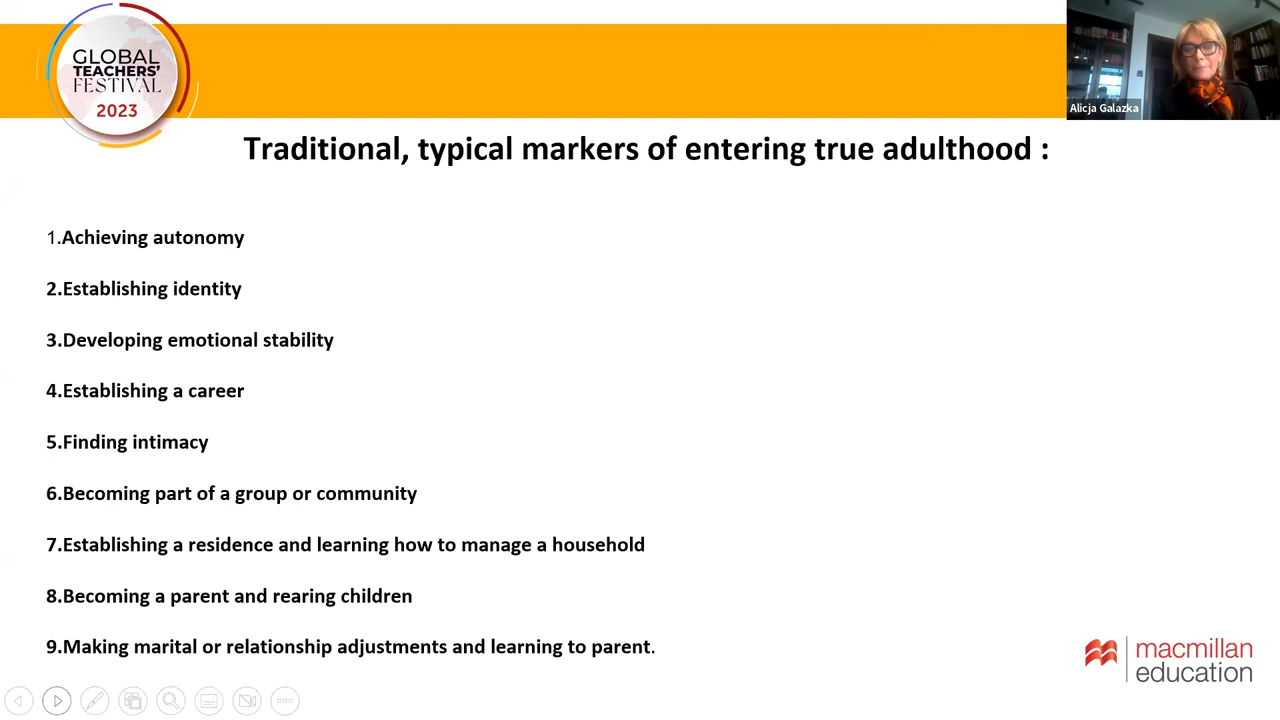 GLOBAL
TEACHERS'
FESTIVAL
2023
Alicja Galazka
Traditional, typical markers of entering true adulthood :
1.Achieving autonomy
2.Establishing identity
3.Developing emotional stability
4.Establishing a career
5.Finding intimacy
6.Becoming part of a group or community
7.Establishing a residence and learning how to manage a household
8.Becoming a parent and rearing children
9.Making marital or relationship adjustments and learning to parent.
macmillan
education